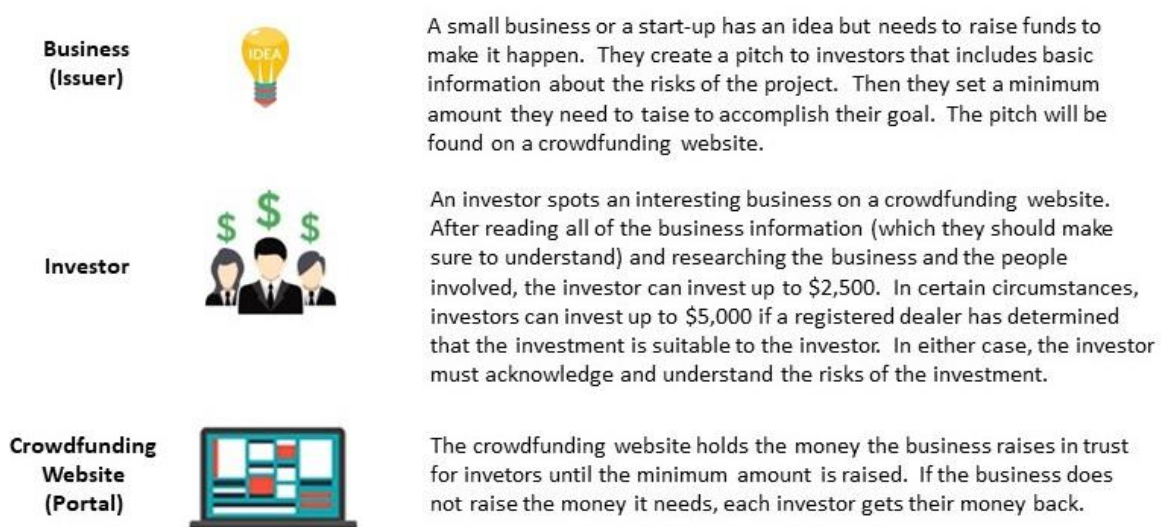 Business
(Issuer)
IDEA
A small business or a start-up has an idea but needs to raise funds to
make it happen. They create a pitch to investors that includes basic
information about the risks of the project. Then they set a minimum
amount they need to taise to accomplish their goal. The pitch will be
found on a crowdfunding website.
Investor
$ $ $
An investor spots an interesting business on a crowdfunding website.
After reading all of the business information (which they should make
sure to understand) and researching the business and the people
involved, the investor can invest up to $2,500. In certain circumstances,
investors can invest up to $5,000 if a registered dealer has determined
that the investment is suitable to the investor. In either case, the investor
must acknowledge and understand the risks of the investment.
Crowdfunding
Website
(Portal)
The crowdfunding website holds the money the business raises in trust
for invetors until the minimum amount is raised. If the business does
not raise the money it needs, each investor gets their money back.